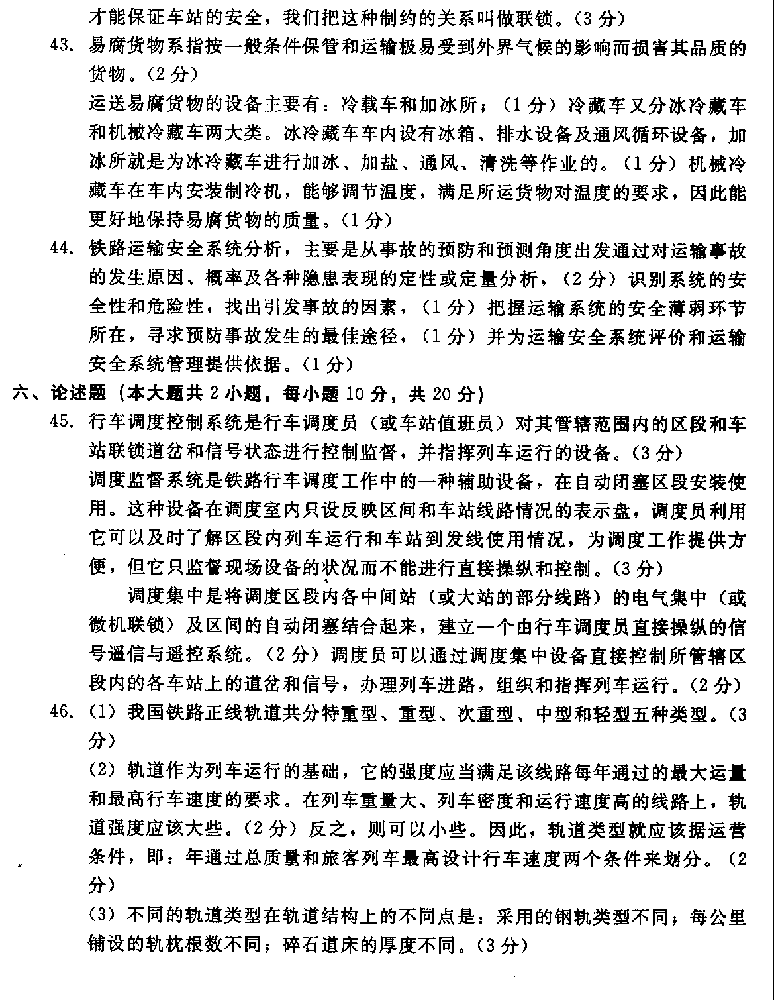 才能保证车站的安全，我们把这种制约的关系叫做联锁。（3 分）
43. 易腐货物系指按一般条件保管和运输极易受到外界气候的影响而损害其品质的
货物。（2 分）
运送易腐货物的设备主要有：冷载车和加冰所；（1 分）冷藏车又分冰冷藏车
和机械冷藏车两大类。冰冷藏车车内设有冰箱、排水设备及通风循环设备，加
冰所就是为冰冷藏车进行加冰、加盐、通风、清洗等作业的。（1 分）机械冷
藏车在车内安装制冷机，能够调节温度，满足所运货物对温度的要求，因此能
更好地保持易腐货物的质量。（1 分）
44. 铁路运输安全系统分析，主要是从事故的预防和预测角度出发通过对运输事故
的发生原因、概率及各种隐患表现的定性或定量分析，（2 分）识别系统的安
全性和危险性，找出引发事故的因素，（1 分）把握运输系统的安全薄弱环节
所在，寻求预防事故发生的最佳途径，（1 分）并为运输安全系统评价和运输
安全系统管理提供依据。（1 分）
六、论述题（本大题共 2 小题，每小题 10 分，共 20 分）
45. 行车调度控制系统是行车调度员（或车站值班员）对其管辖范围内的区段和车
站联锁道岔和信号状态进行控制监督，并指挥列车运行的设备。（3 分）
调度监督系统是铁路行车调度工作中的一种辅助设备，在自动闭塞区段安装使
用。这种设备在调度室内只设反映区间和车站线路情况的表示盘，调度员利用
它可以及时了解区段内列车运行和车站到发线使用情况，为调度工作提供方
便，但它只监督现场设备的状况而不能进行直接操纵和控制。（3 分）
调度集中是将调度区段内各中间站（或大站的部分线路）的电气集中（或
微机联锁）及区间的自动闭塞结合起来，建立一个由行车调度员直接操纵的信
号遥信与遥控系统。（2 分）调度员可以通过调度集中设备直接控制所管辖区
段内的各车站上的道岔和信号，办理列车进路，组织和指挥列车运行。（2 分）
46.（1）我国铁路正线轨道共分特重型、重型、次重型、中型和轻型五种类型。（3
分）
（2）轨道作为列车运行的基础，它的强度应当满足该线路每年通过的最大运量
和最高行车速度的要求。在列车重量大、列车密度和运行速度高的线路上，轨
道强度应该大些。（2 分）反之，则可以小些。因此，轨道类型就应该据运营
条件，即：年通过总质量和旅客列车最高设计行车速度两个条件来划分。（2
分）
（3）不同的轨道类型在轨道结构上的不同点是：采用的钢轨类型不同；每公里
铺设的轨枕根数不同；碎石道床的厚度不同。（3 分）